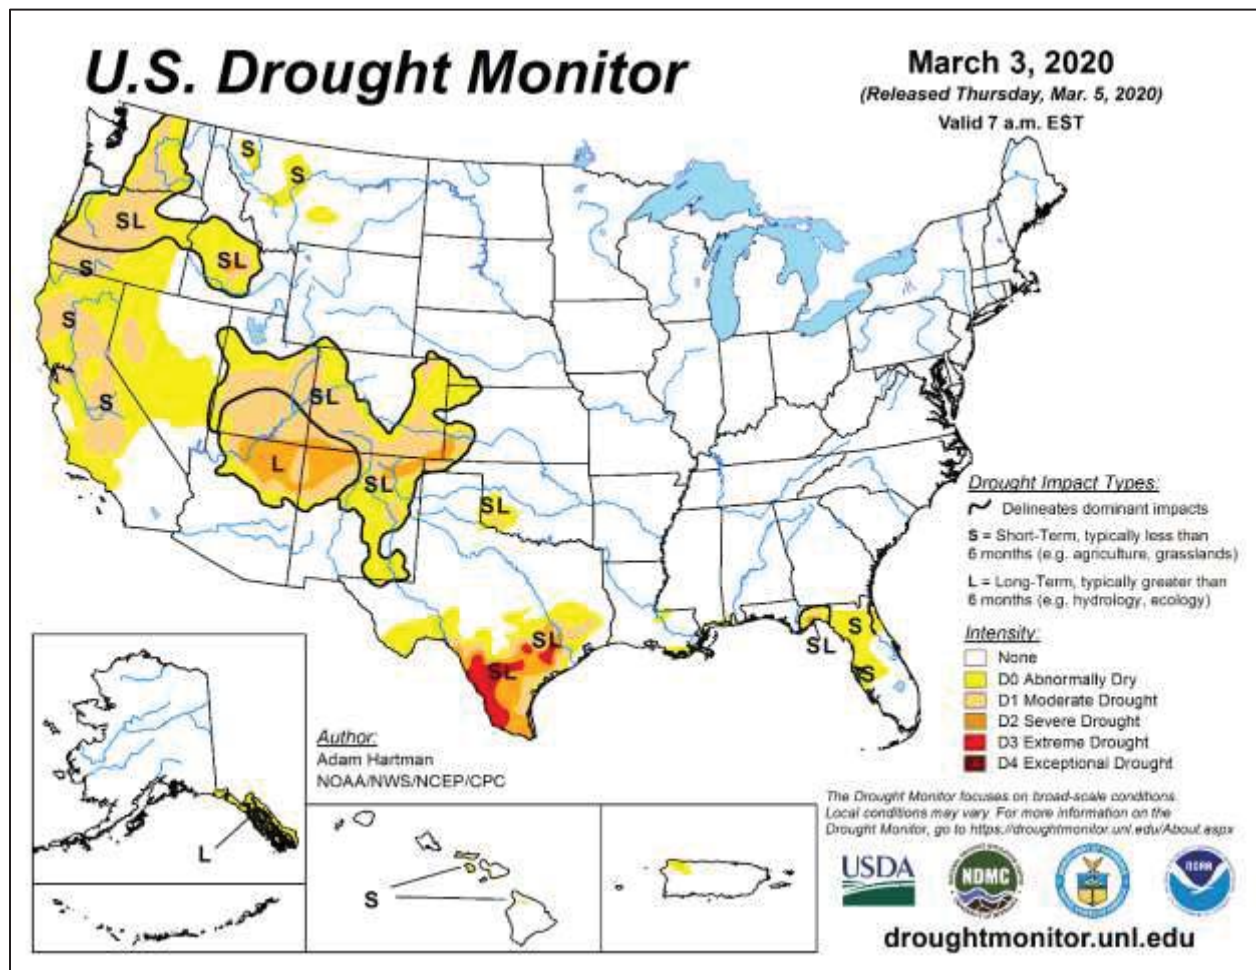 U.S. Drought Monitor
March 3, 2020
(Released Thursday, Mar. 5, 2020)
Valid 7 a.m. EST
S
S
SL
SL
S
S
S
SL
L
SL
SL
SL
SL
S
SL
S
Drought Impact Types:
Delineates dominant impacts
S = Short-Term, typically less than
6 months (e.g. agriculture, grasslands)
L = Long-Term, typically greater than
6 months (e.g. hydrology, ecology)
Intensity:
None
D0 Abnormally Dry
D1 Moderate Drought
D2 Severe Drought
D3 Extreme Drought
D4 Exceptional Drought
Author:
Adam Hartman
NOAA/NWS/NCEP/CPC
L
S
The Drought Monitor focuses on broad-scale conditions.
Local conditions may vary. For more information on the
Drought Monitor, go to https://droughtmonitor.unl.edu/About.aspx
USDA
NDMC
NOAA
droughtmonitor.unl.edu